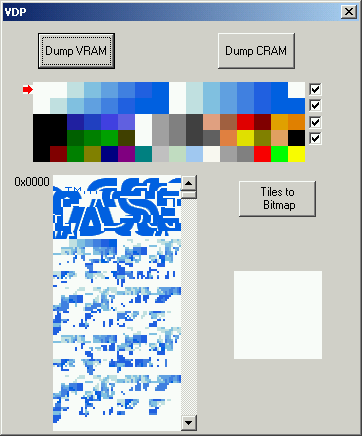 VDP
Dump VRAM
Dump CRAM
0x0000
Tiles to
Bitmap